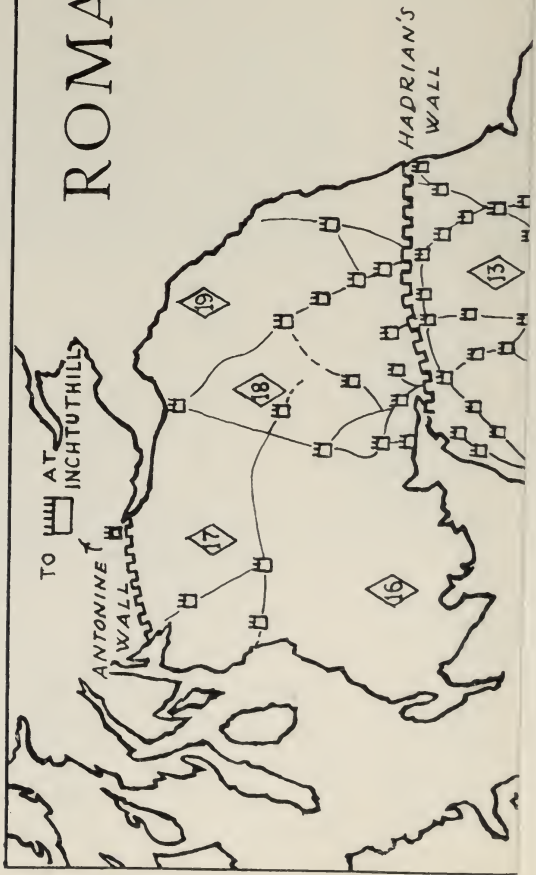 ROMA
TO AT
INCHTUTHILL
ANTONINE
WALL
HADRIAN'S
WALL
19
18
17
16
13